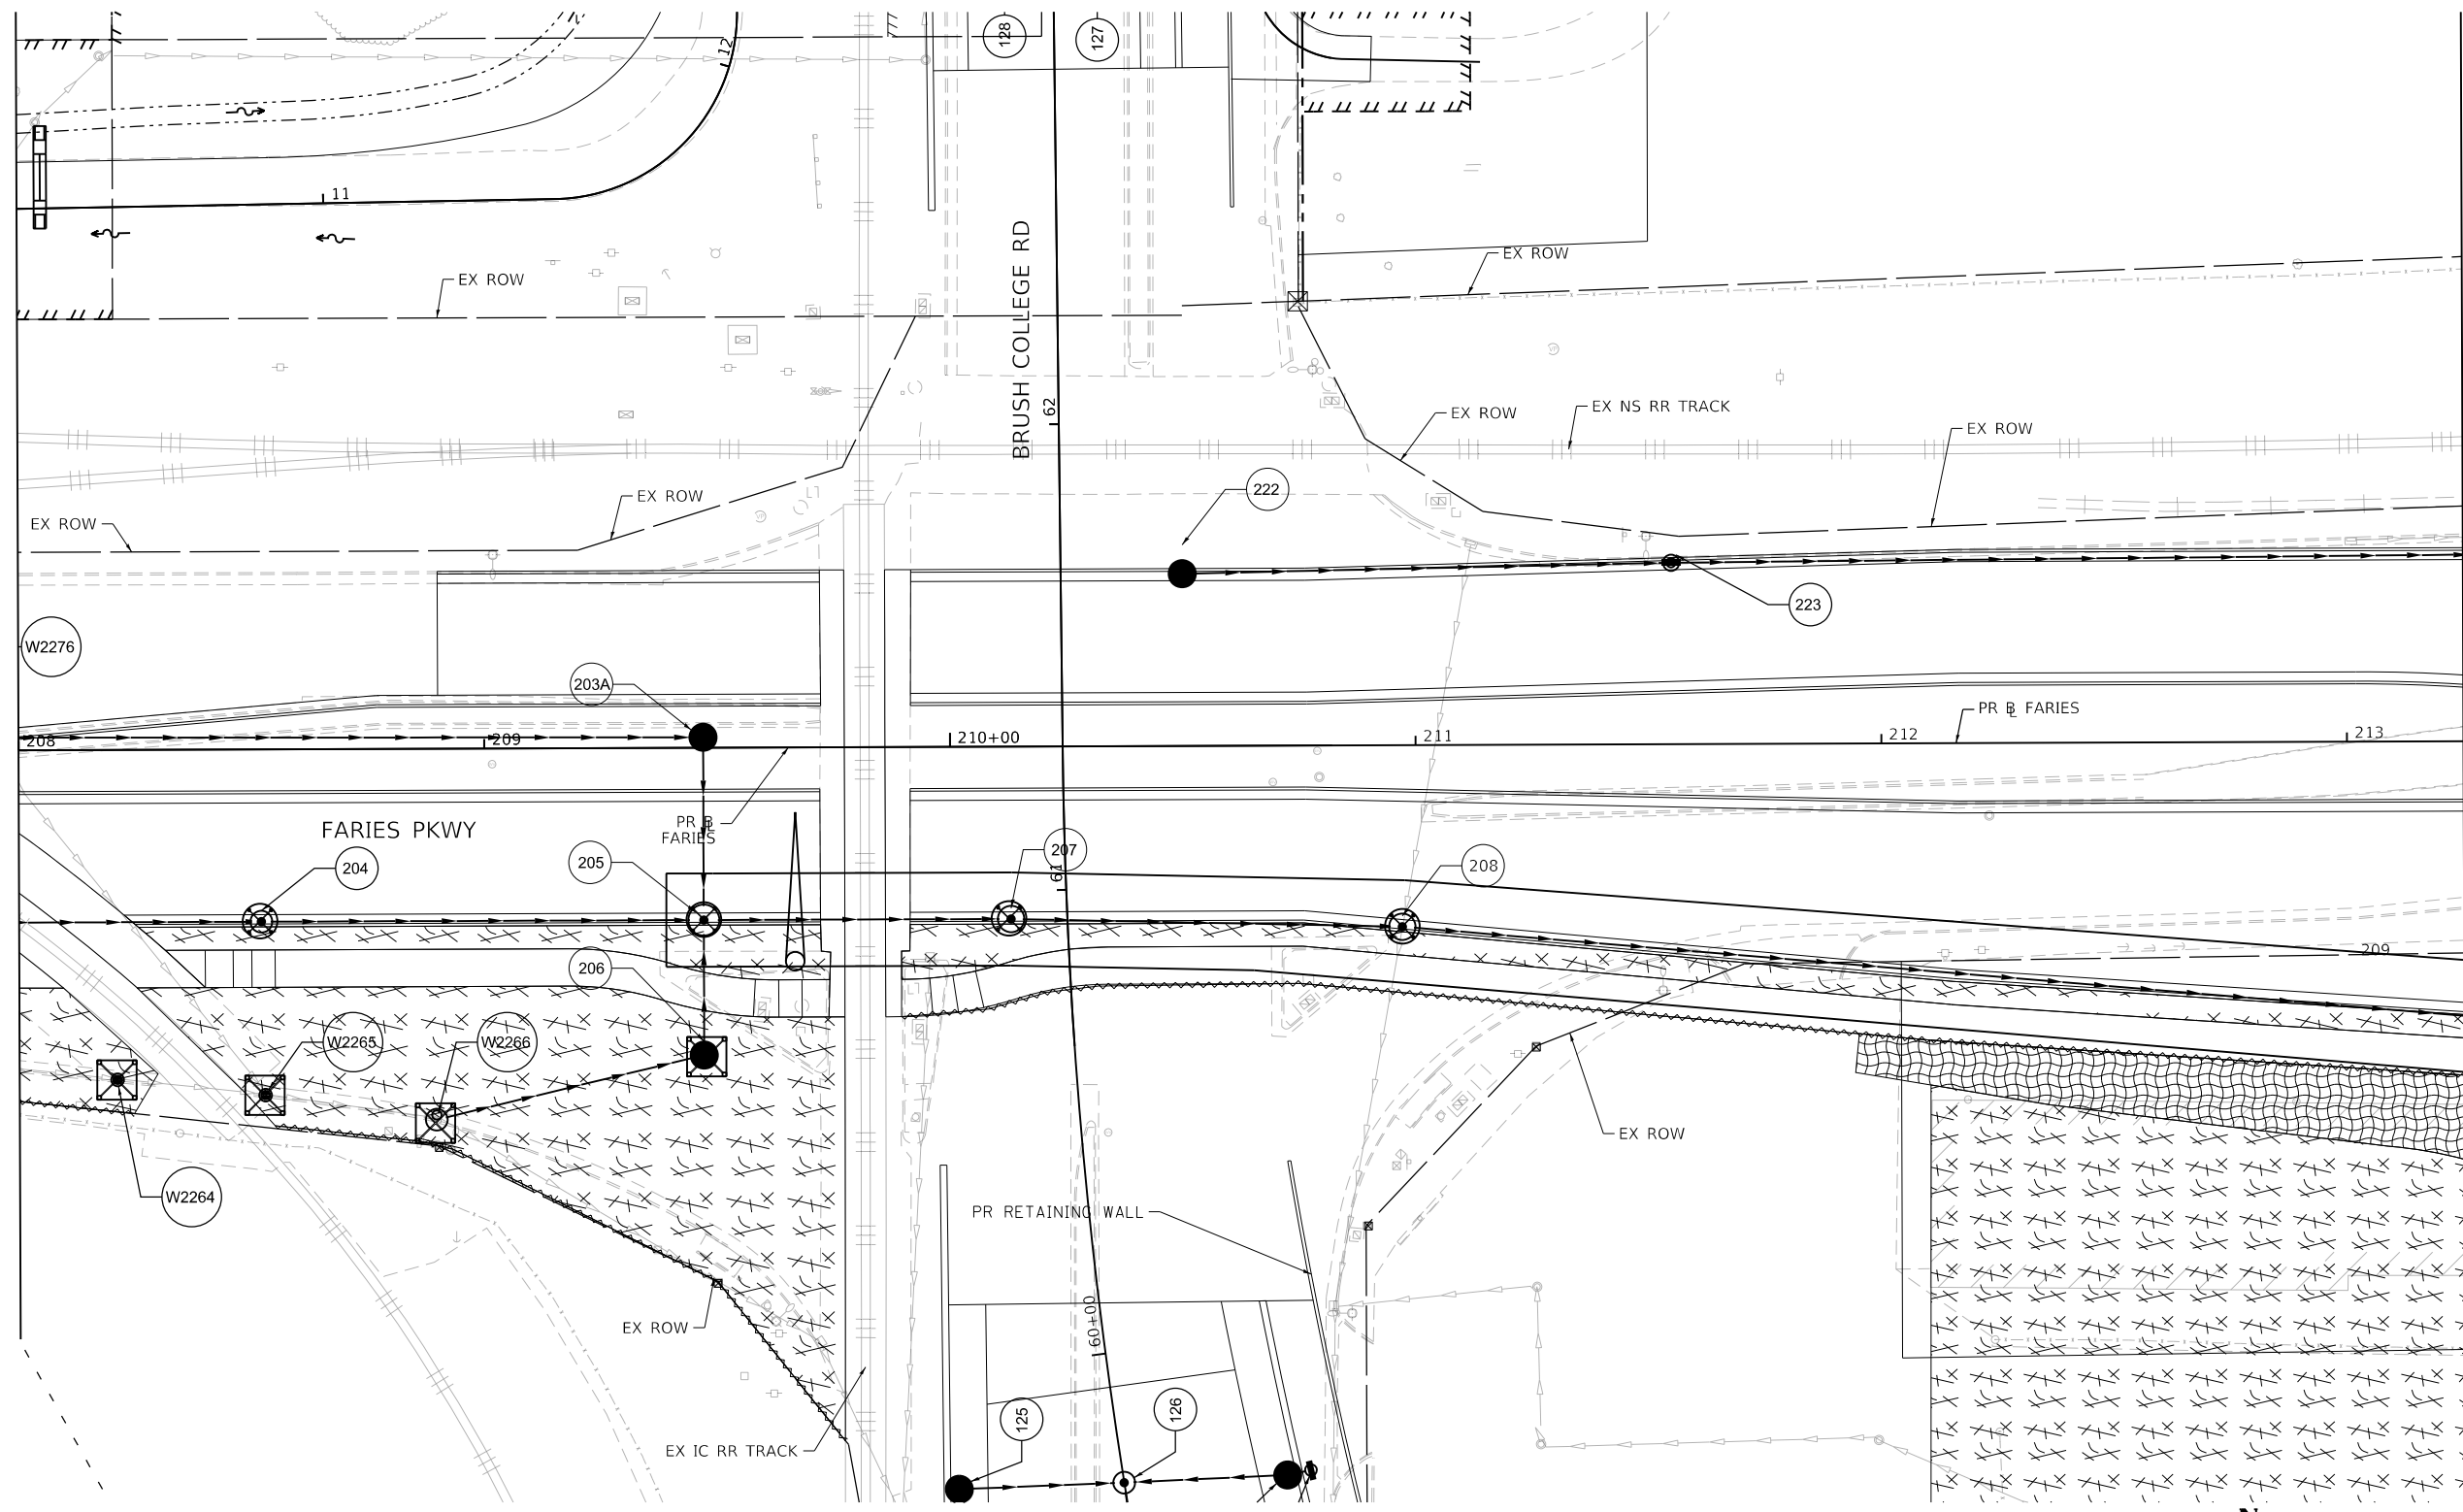 128
127
12
11
EX ROW
EX ROW
BRUSH COLLEGE RD
62
EX ROW
EX NS RR TRACK
EX ROW
EX ROW
EX ROW
222
223
W2276
203A
208
209
210+00
211
212
213
PR BL FARIES
PR BL
FARIES
FARIES PKWY
204
205
207
61
208
206
209
W2265
W2266
W2264
EX ROW
PR RETAINING WALL
EX ROW
60+00
EX IC RR TRACK
125
126